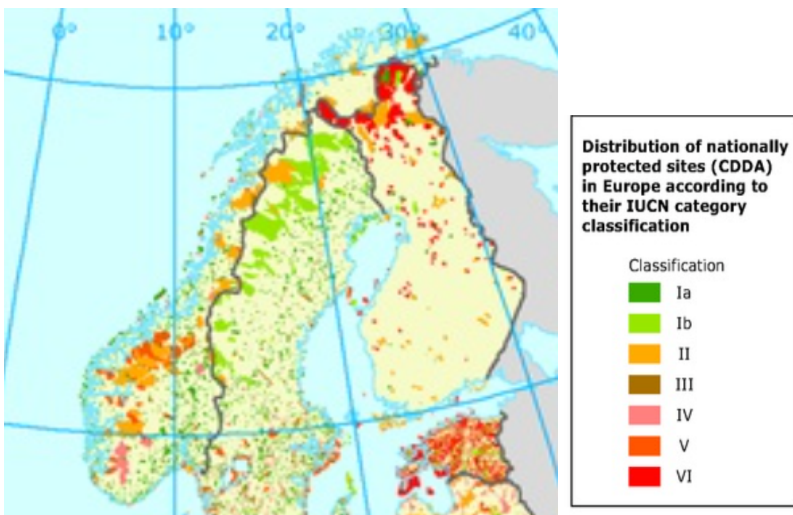 0° 10° 20° 30° 40°
Distribution of nationally
protected sites (CDDA)
in Europe according to
their IUCN category
classification
Classification
Ia
Ib
II
III
IV
V
VI